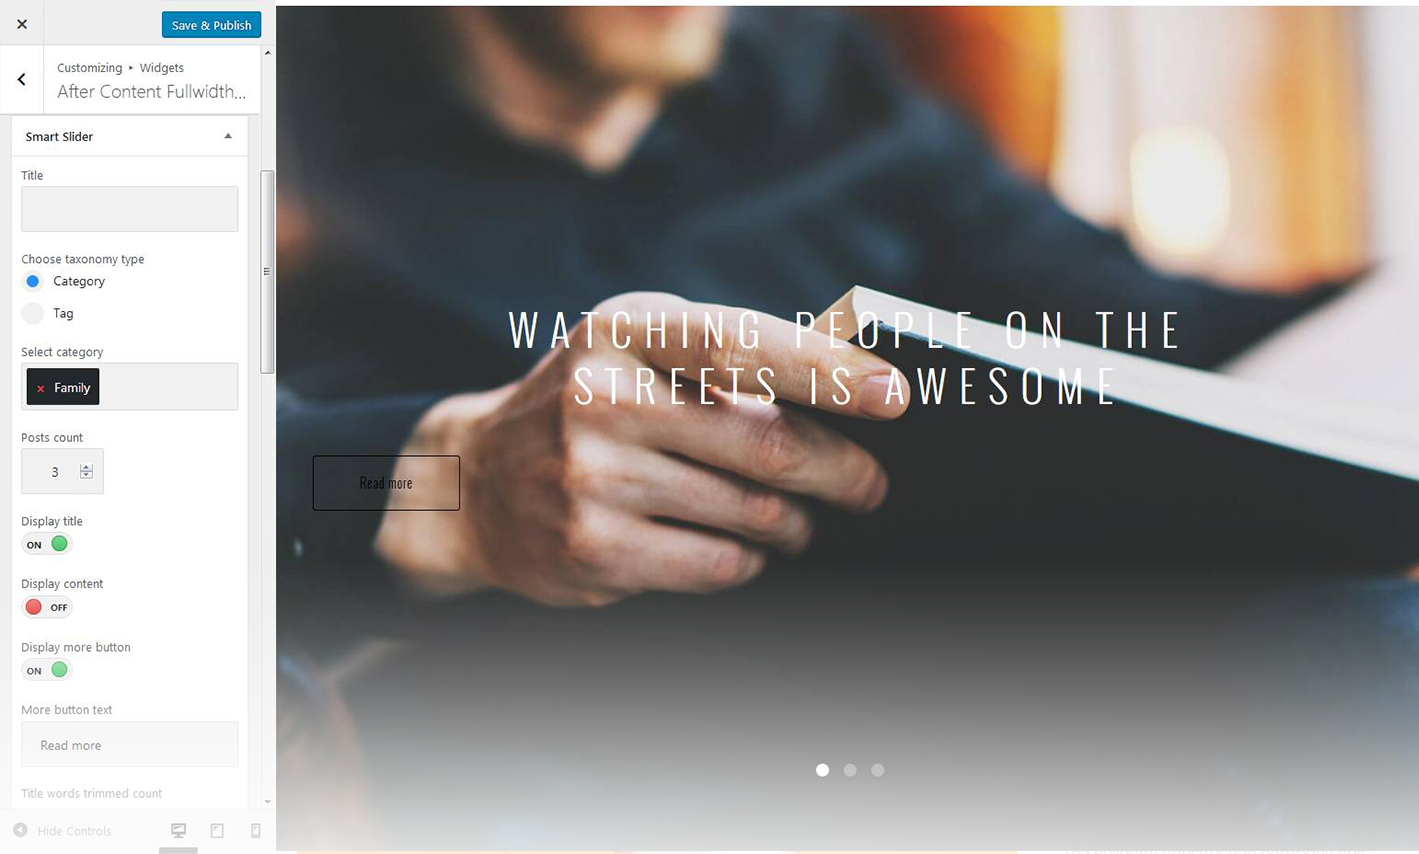 Save & Publish
Customizing ▸ Widgets
After Content Fullwidth...
Smart Slider
Title
Choose taxonomy type
Category
Tag
Select category
× Family
Posts count
3
Display title
ON
Display content
OFF
Display more button
ON
More button text
Read more
Title words trimmed count
Hide Controls
WATCHING PEOPLE ON THE
STREETS IS AWESOME
Read more